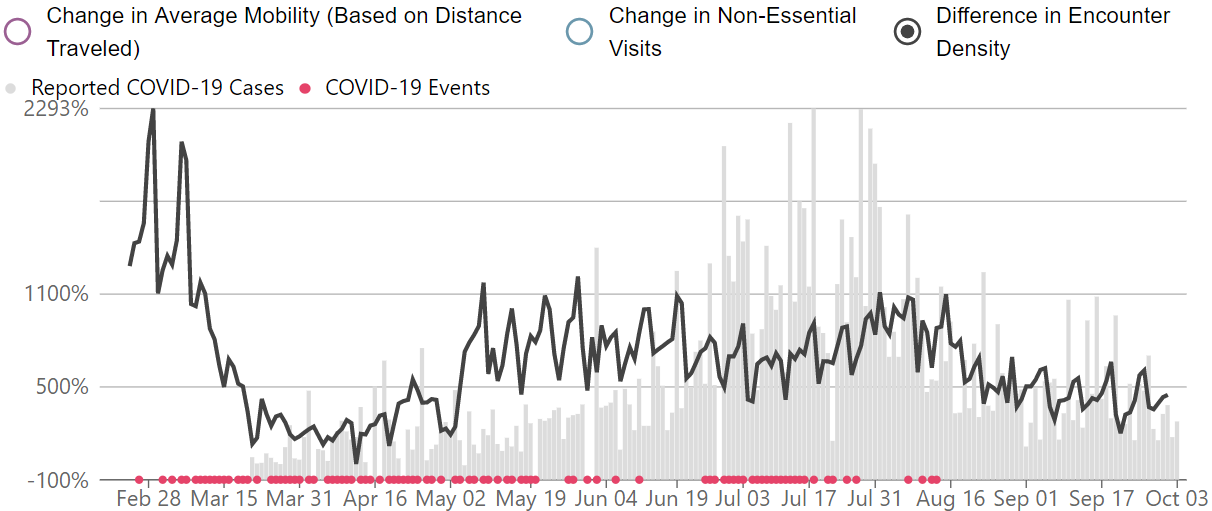 Change in Average Mobility (Based on Distance Traveled)
Change in Non-Essential Visits
Difference in Encounter Density
Reported COVID-19 Cases
COVID-19 Events
2293%
1100%
500%
-100%
Feb 28 Mar 15 Mar 31 Apr 16 May 02 May 19 Jun 04 Jun 19 Jul 03 Jul 17 Jul 31 Aug 16 Sep 01 Sep 17 Oct 03